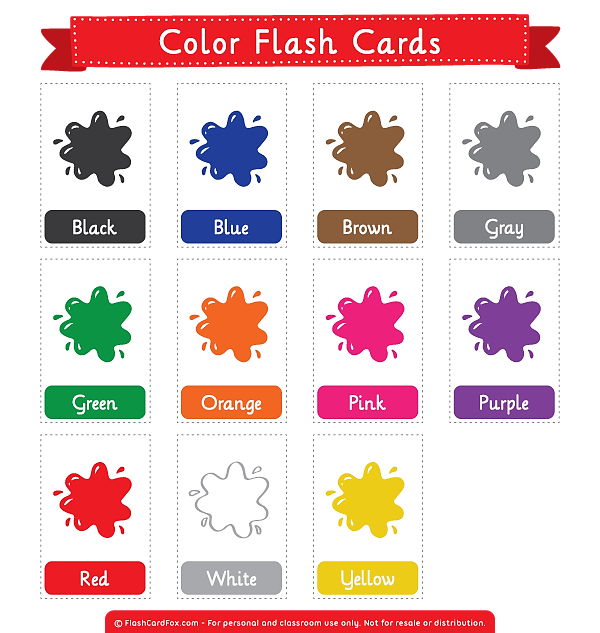 Color Flash Cards
Black
Blue
Brown
Gray
Green
Orange
Pink
Purple
Red
White
Yellow
© FlashCardFox.com - For personal and classroom use only. Not for resale or distribution.